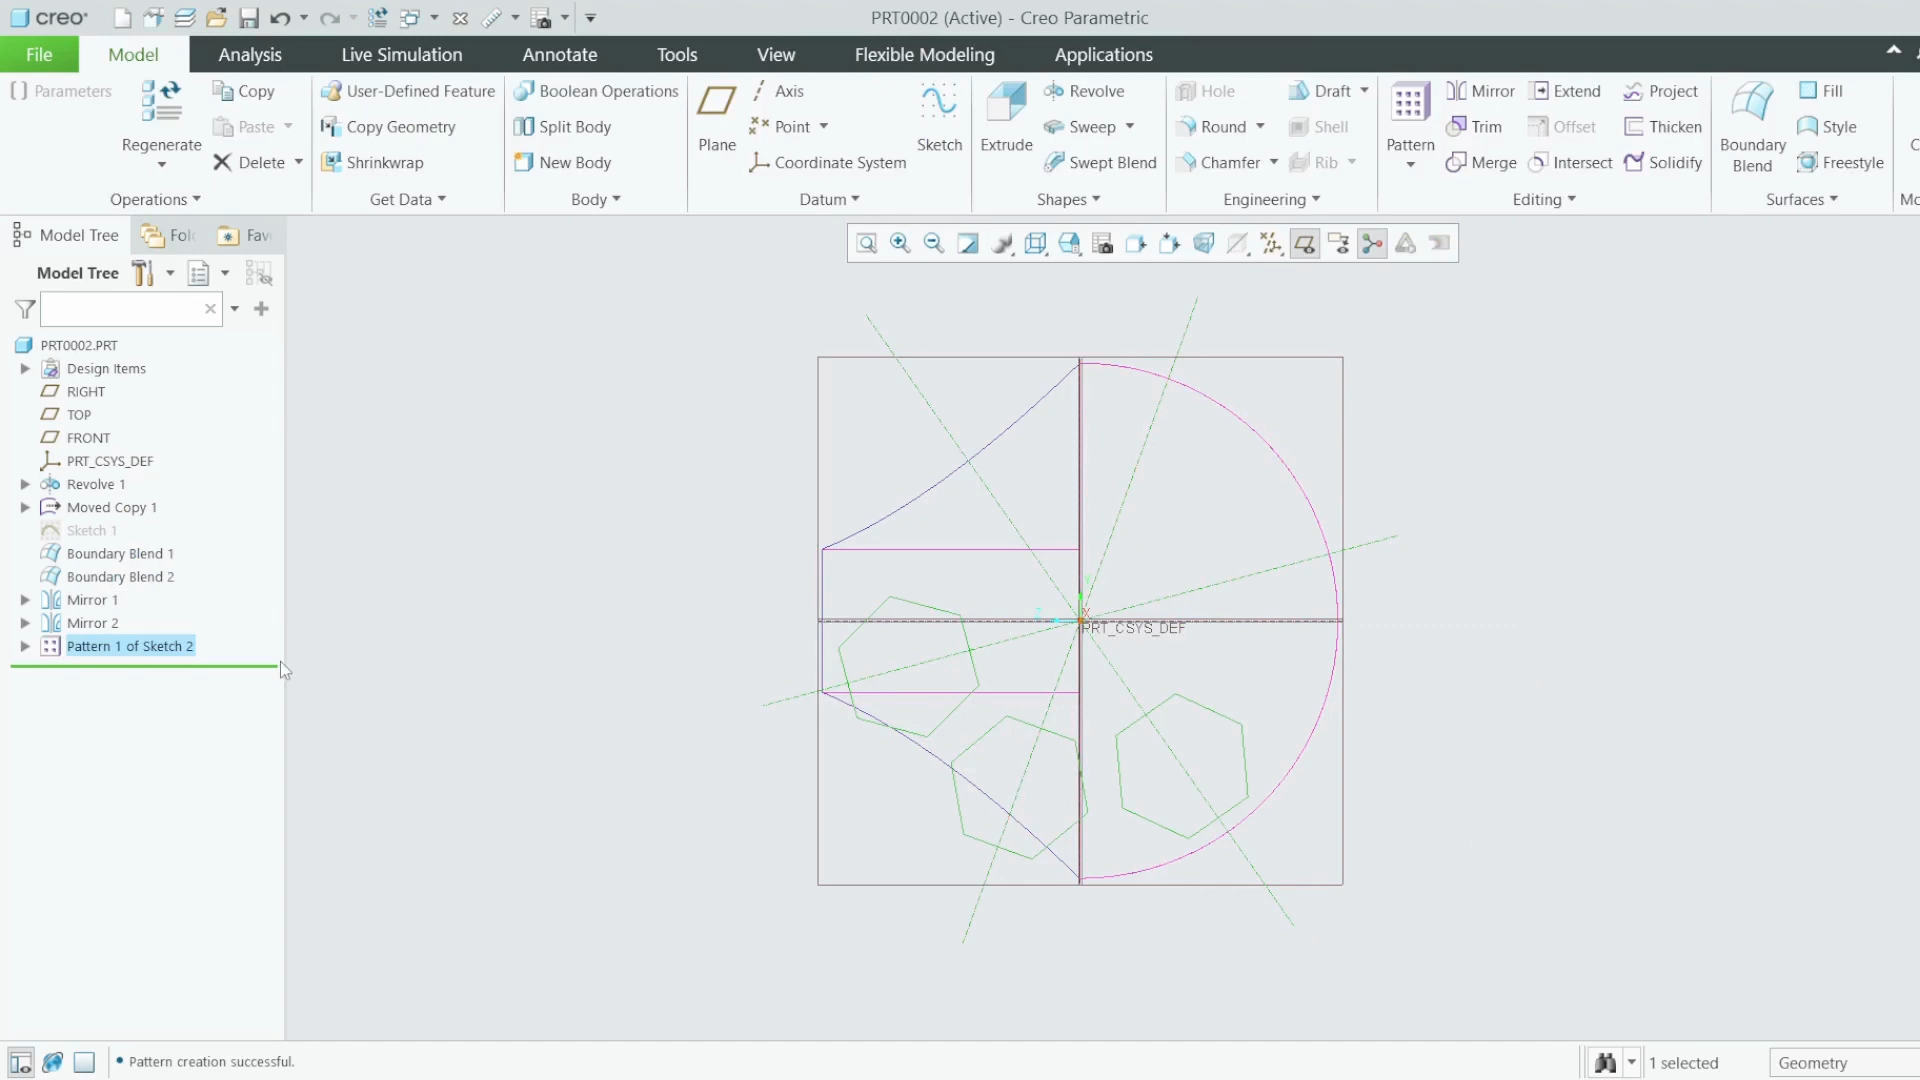 creo
PRT0002 (Active) - Creo Parametric
File Model Analysis Live Simulation Annotate Tools View Flexible Modeling Applications
Parameters
Regenerate
Copy
Paste
Delete
Operations
User-Defined Feature
Copy Geometry
Shrinkwrap
Get Data
Boolean Operations
Split Body
New Body
Body
Plane
Axis
Point
Coordinate System
Sketch
Datum
Extrude
Revolve
Sweep
Swept Blend
Shapes
Hole
Round
Chamfer
Draft
Shell
Rib
Engineering
Pattern
Mirror
Trim
Merge
Extend
Offset
Intersect
Project
Thicken
Solidify
Editing
Boundary
Blend
Fill
Style
Freestyle
Surfaces
Mo
Model Tree
Fol
Fav
Model Tree
PRT0002.PRT
Design Items
RIGHT
TOP
FRONT
PRT_CSYS_DEF
Revolve 1
Moved Copy 1
Sketch 1
Boundary Blend 1
Boundary Blend 2
Mirror 1
Mirror 2
Pattern 1 of Sketch 2
Y
Z
X
PRT_CSYS_DEF
Pattern creation successful.
1 selected
Geometry